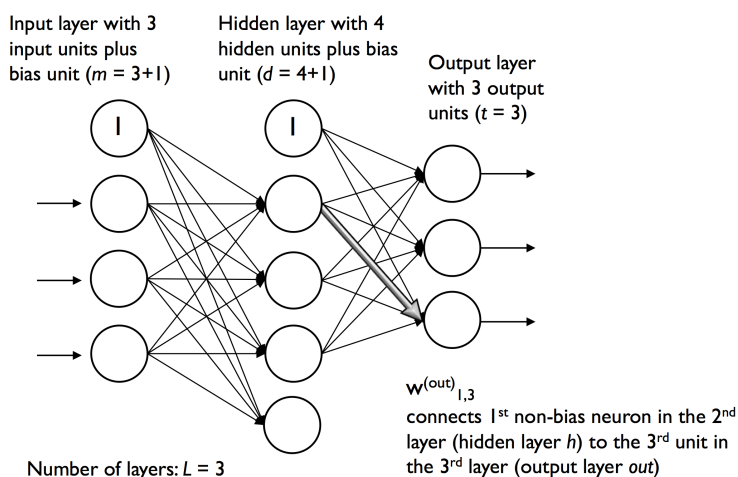 Input layer with 3
input units plus
bias unit (m = 3+1)
Hidden layer with 4
hidden units plus bias
unit (d = 4+1)
Output layer
with 3 output
units (t = 3)
1
1
w(out)1,3
connects 1st non-bias neuron in the 2nd
layer (hidden layer h) to the 3rd unit in
the 3rd layer (output layer out)
Number of layers: L = 3